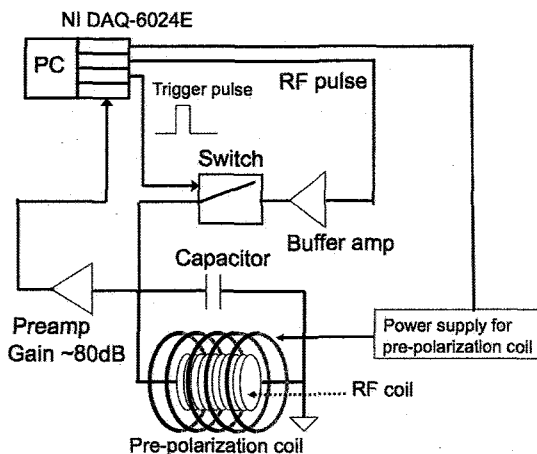 NI DAQ-6024E
PC
RF pulse
Trigger pulse
Switch
Buffer amp
Capacitor
Preamp
Gain ~80dB
Power supply for
pre-polarization coil
RF coil
Pre-polarization coil